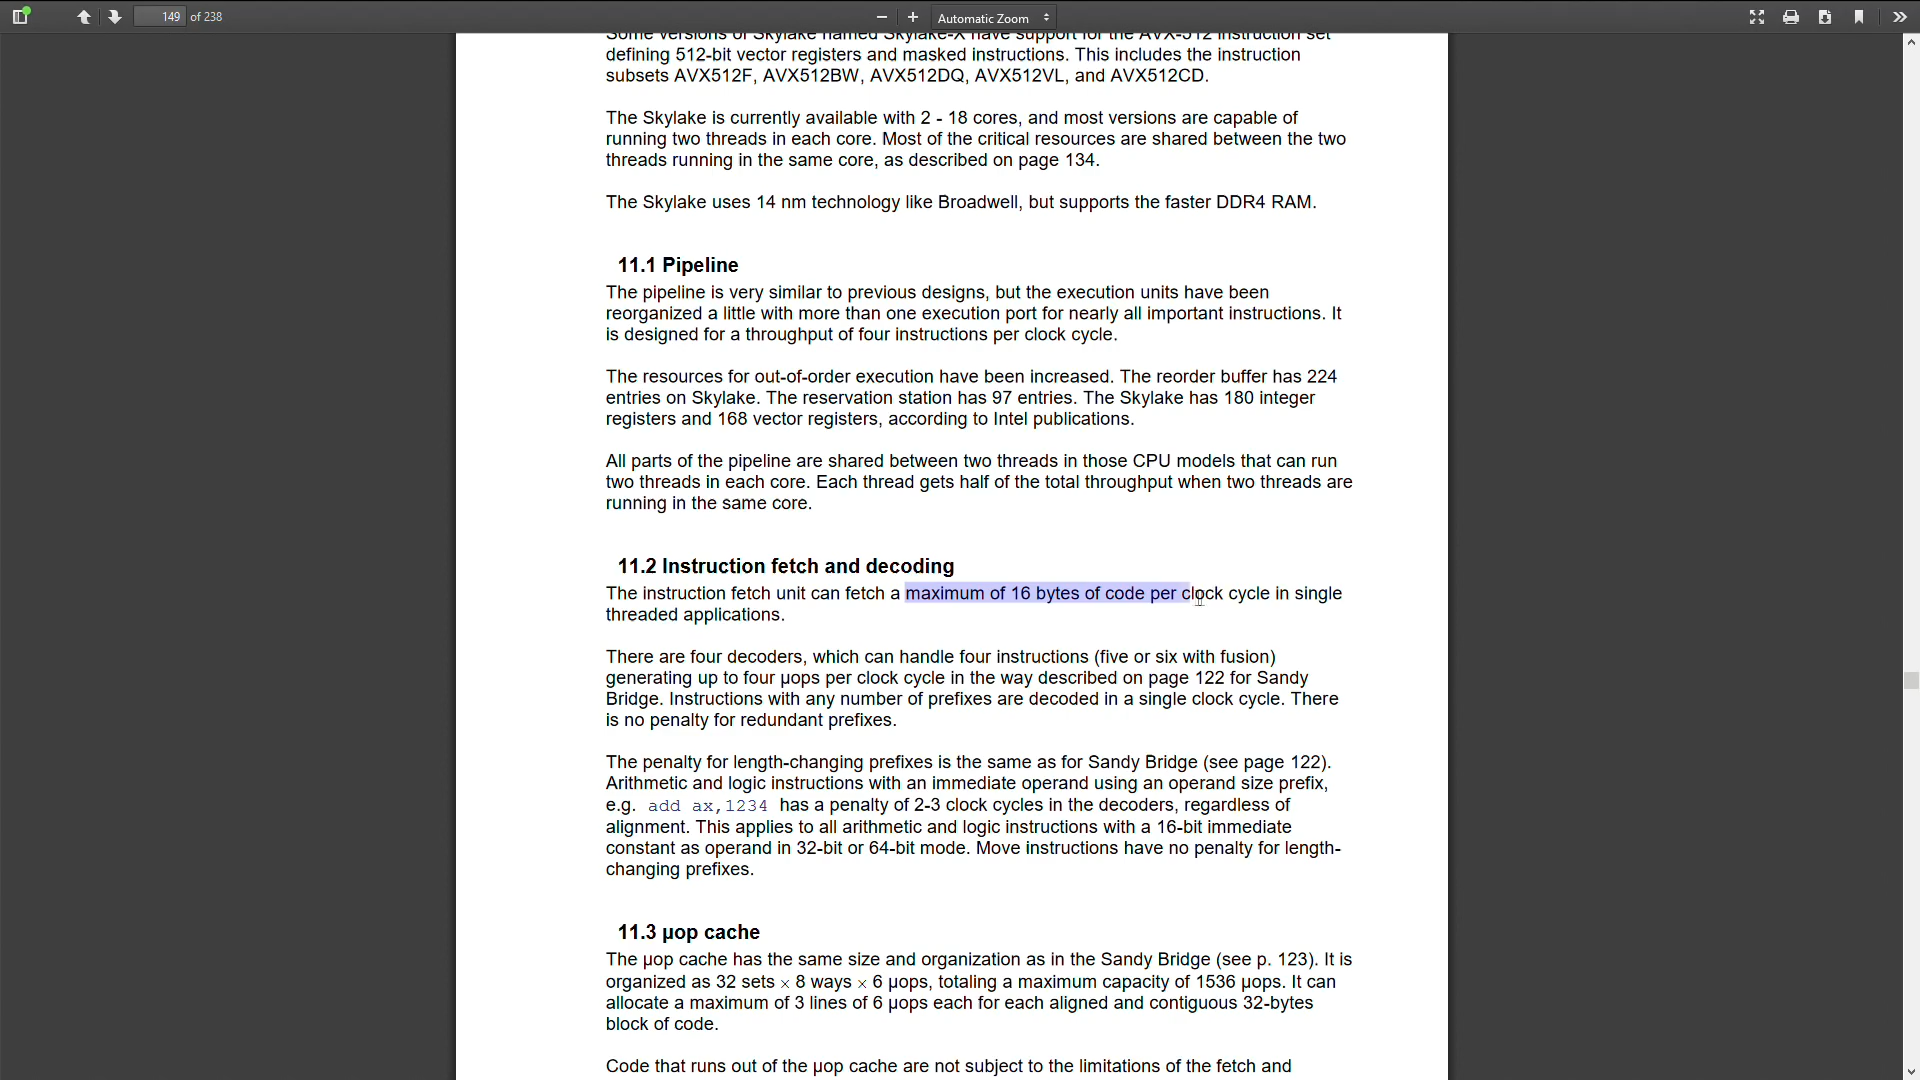 149 of 238
Automatic Zoom
Some versions of Skylake named Skylake-X have support for the AVX-512 instruction set
defining 512-bit vector registers and masked instructions. This includes the instruction
subsets AVX512F, AVX512BW, AVX512DQ, AVX512VL, and AVX512CD.
The Skylake is currently available with 2 - 18 cores, and most versions are capable of
running two threads in each core. Most of the critical resources are shared between the two
threads running in the same core, as described on page 134.
The Skylake uses 14 nm technology like Broadwell, but supports the faster DDR4 RAM.
11.1 Pipeline
The pipeline is very similar to previous designs, but the execution units have been
reorganized a little with more than one execution port for nearly all important instructions. It
is designed for a throughput of four instructions per clock cycle.
The resources for out-of-order execution have been increased. The reorder buffer has 224
entries on Skylake. The reservation station has 97 entries. The Skylake has 180 integer
registers and 168 vector registers, according to Intel publications.
All parts of the pipeline are shared between two threads in those CPU models that can run
two threads in each core. Each thread gets half of the total throughput when two threads are
running in the same core.
11.2 Instruction fetch and decoding
The instruction fetch unit can fetch a maximum of 16 bytes of code per clock cycle in single
threaded applications.
There are four decoders, which can handle four instructions (five or six with fusion)
generating up to four µops per clock cycle in the way described on page 122 for Sandy
Bridge. Instructions with any number of prefixes are decoded in a single clock cycle. There
is no penalty for redundant prefixes.
The penalty for length-changing prefixes is the same as for Sandy Bridge (see page 122).
Arithmetic and logic instructions with an immediate operand using an operand size prefix,
e.g. add ax,1234 has a penalty of 2-3 clock cycles in the decoders, regardless of
alignment. This applies to all arithmetic and logic instructions with a 16-bit immediate
constant as operand in 32-bit or 64-bit mode. Move instructions have no penalty for length-
changing prefixes.
11.3 µop cache
The µop cache has the same size and organization as in the Sandy Bridge (see p. 123). It is
organized as 32 sets × 8 ways × 6 µops, totaling a maximum capacity of 1536 µops. It can
allocate a maximum of 3 lines of 6 µops each for each aligned and contiguous 32-bytes
block of code.
Code that runs out of the µop cache are not subject to the limitations of the fetch and